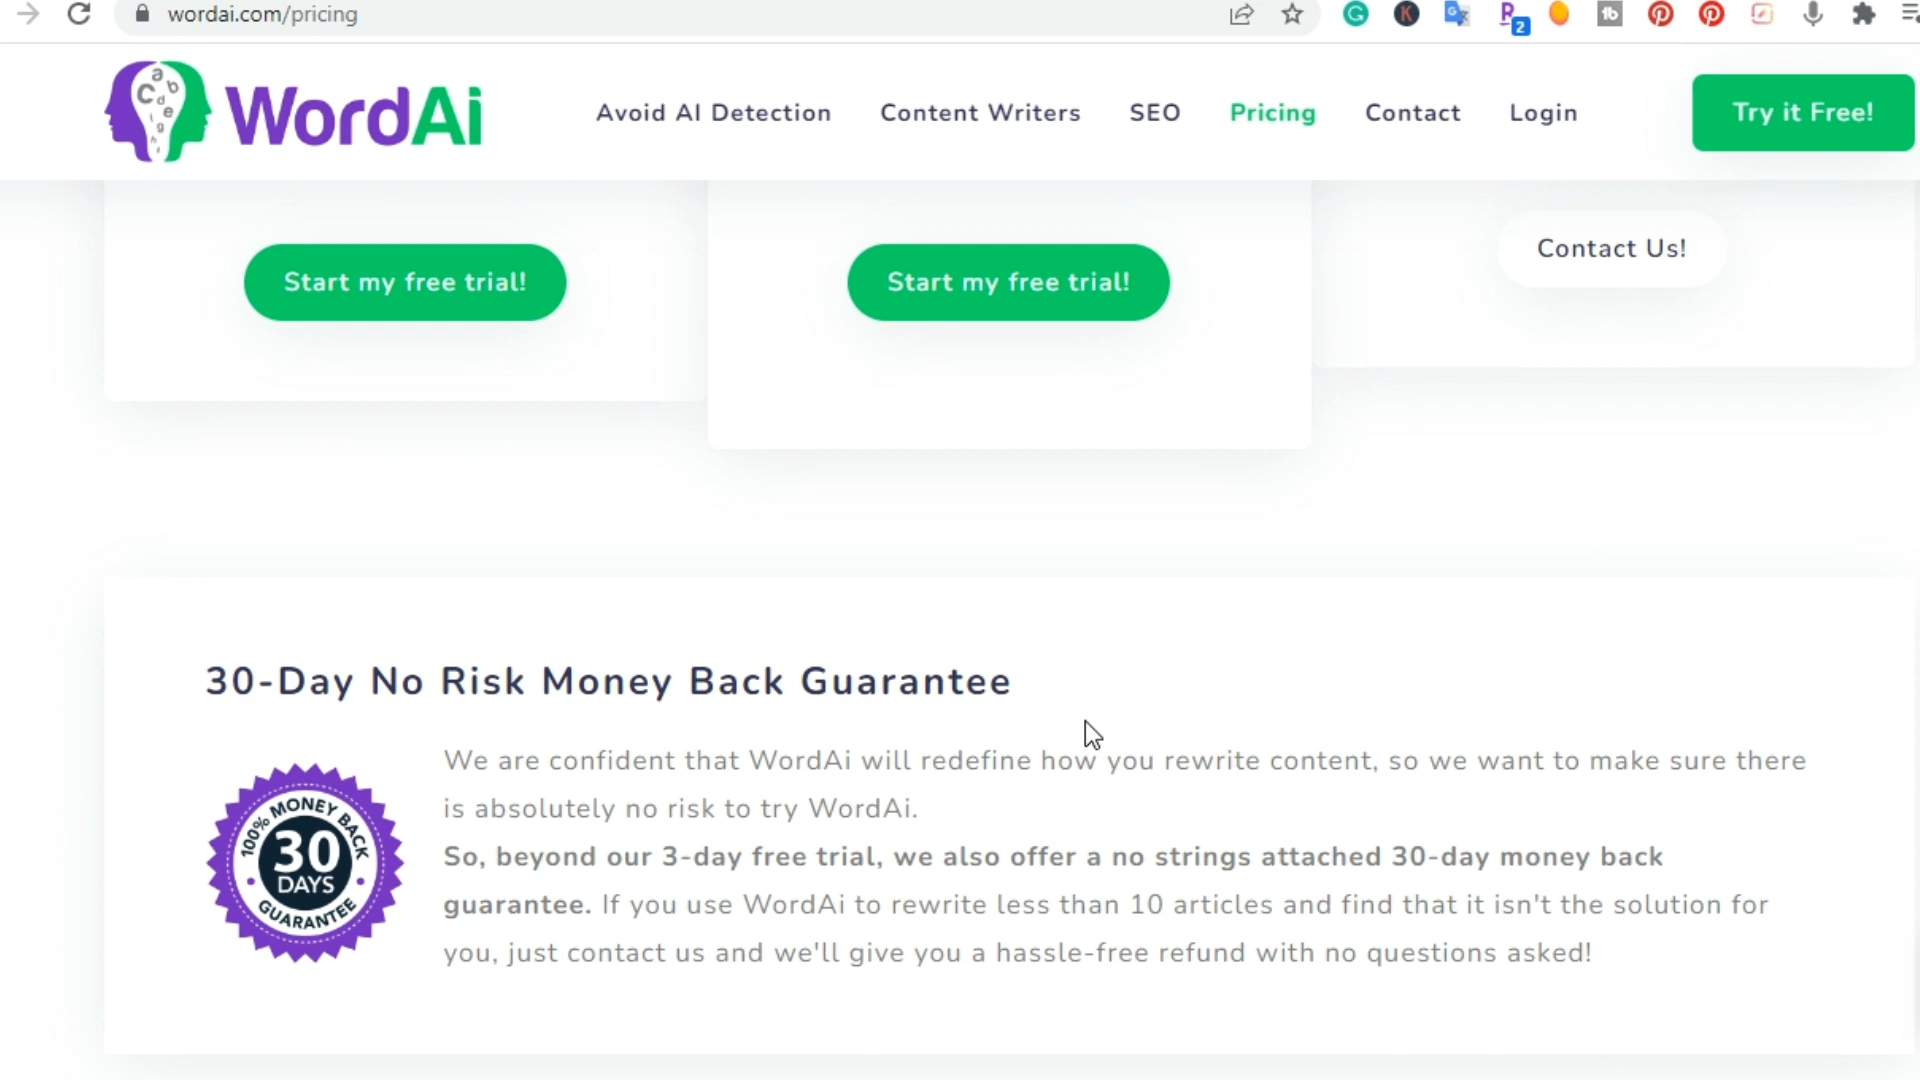 wordai.com/pricing
2
WordAi
Avoid AI Detection
Content Writers
SEO
Pricing
Contact
Login
Try it Free!
Start my free trial!
Start my free trial!
Contact Us!
30-Day No Risk Money Back Guarantee
We are confident that WordAi will redefine how you rewrite content, so we want to make sure there
is absolutely no risk to try WordAi.
So, beyond our 3-day free trial, we also offer a no strings attached 30-day money back
guarantee. If you use WordAi to rewrite less than 10 articles and find that it isn't the solution for
you, just contact us and we'll give you a hassle-free refund with no questions asked!
100% MONEY BACK
30
DAYS
GUARANTEE